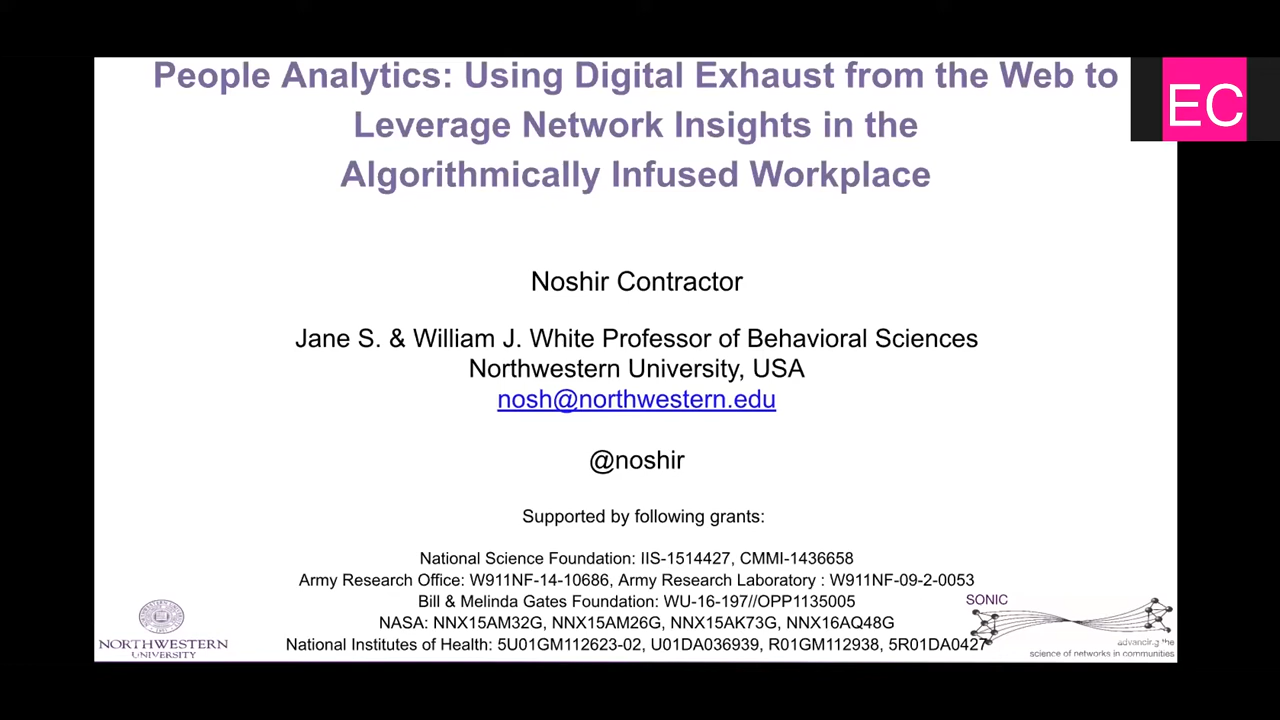 People Analytics: Using Digital Exhaust from the Web to
Leverage Network Insights in the
Algorithmically Infused Workplace
EC
Noshir Contractor
Jane S. & William J. White Professor of Behavioral Sciences
Northwestern University, USA
nosh@northwestern.edu
@noshir
Supported by following grants:
National Science Foundation: IIS-1514427, CMMI-1436658
Army Research Office: W911NF-14-10686, Army Research Laboratory : W911NF-09-2-0053
Bill & Melinda Gates Foundation: WU-16-197//OPP1135005
NASA: NNX15AM32G, NNX15AM26G, NNX15AK73G, NNX16AQ48G
National Institutes of Health: 5U01GM112623-02, U01DA036939, R01GM112938, 5R01DA0427
NORTHWESTERN
UNIVERSITY
SONIC
advancing the
science of networks in communities